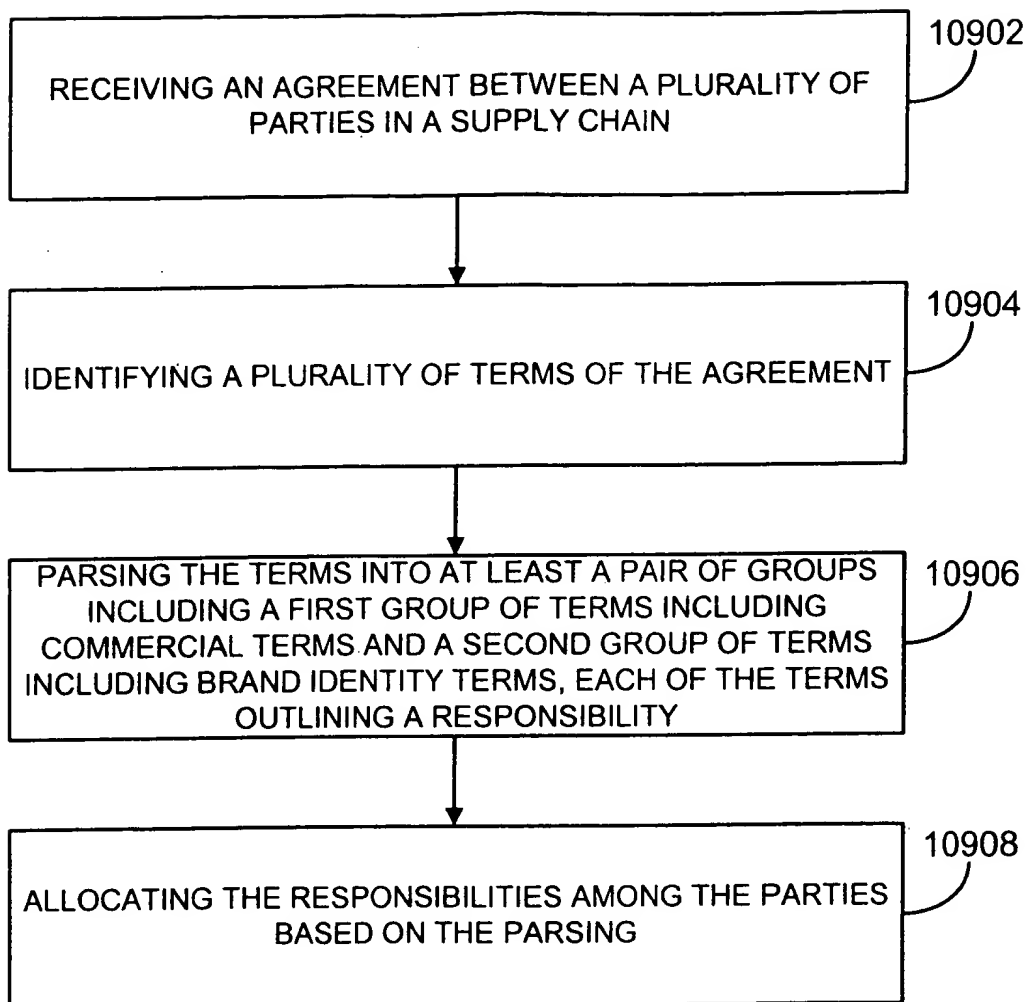 10902
RECEIVING AN AGREEMENT BETWEEN A PLURALITY OF
PARTIES IN A SUPPLY CHAIN
10904
IDENTIFYING A PLURALITY OF TERMS OF THE AGREEMENT
10906
PARSING THE TERMS INTO AT LEAST A PAIR OF GROUPS
INCLUDING A FIRST GROUP OF TERMS INCLUDING
COMMERCIAL TERMS AND A SECOND GROUP OF TERMS
INCLUDING BRAND IDENTITY TERMS, EACH OF THE TERMS
OUTLINING A RESPONSIBILITY
10908
ALLOCATING THE RESPONSIBILITIES AMONG THE PARTIES
BASED ON THE PARSING